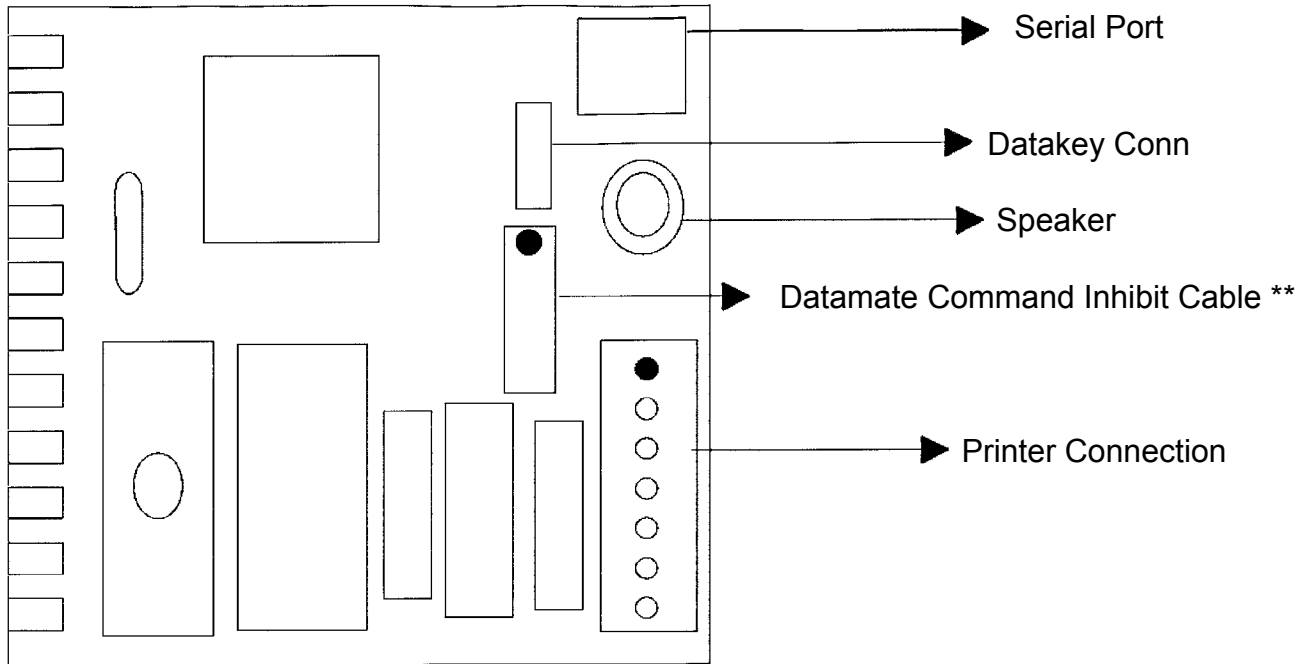 Serial Port
Datakey Conn
Speaker
Datamate Command Inhibit Cable **
Printer Connection